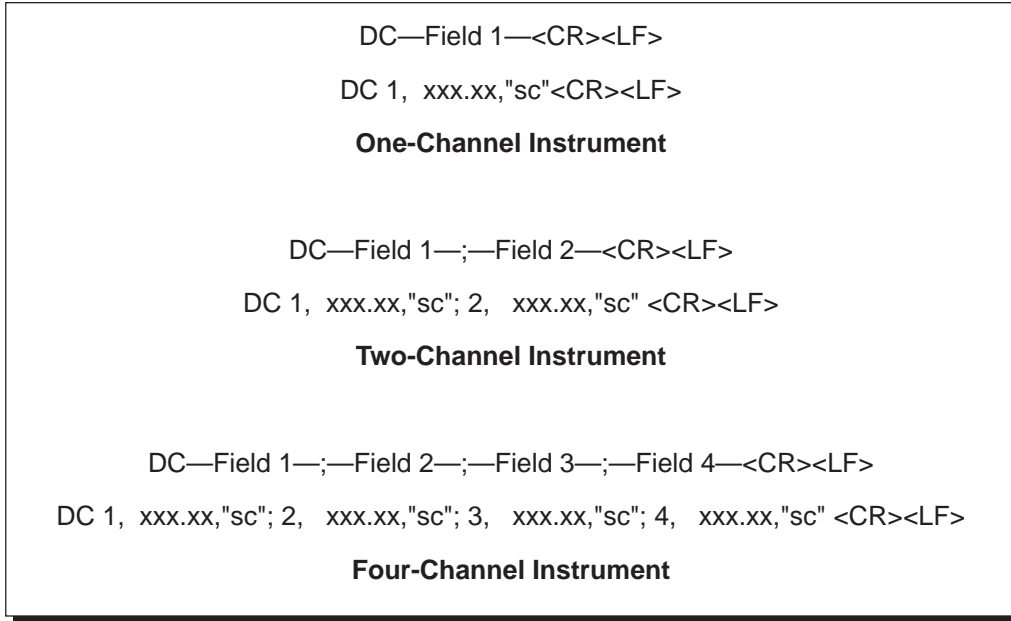 DC—Field 1—<CR><LF>
DC 1,  xxx.xx,"sc"<CR><LF>
One-Channel Instrument
DC—Field 1—;—Field 2—<CR><LF>
DC 1,  xxx.xx,"sc"; 2,   xxx.xx,"sc" <CR><LF>
Two-Channel Instrument
DC—Field 1—;—Field 2—;—Field 3—;—Field 4—<CR><LF>
DC 1,  xxx.xx,"sc"; 2,   xxx.xx,"sc"; 3,   xxx.xx,"sc"; 4,   xxx.xx,"sc" <CR><LF>
Four-Channel Instrument